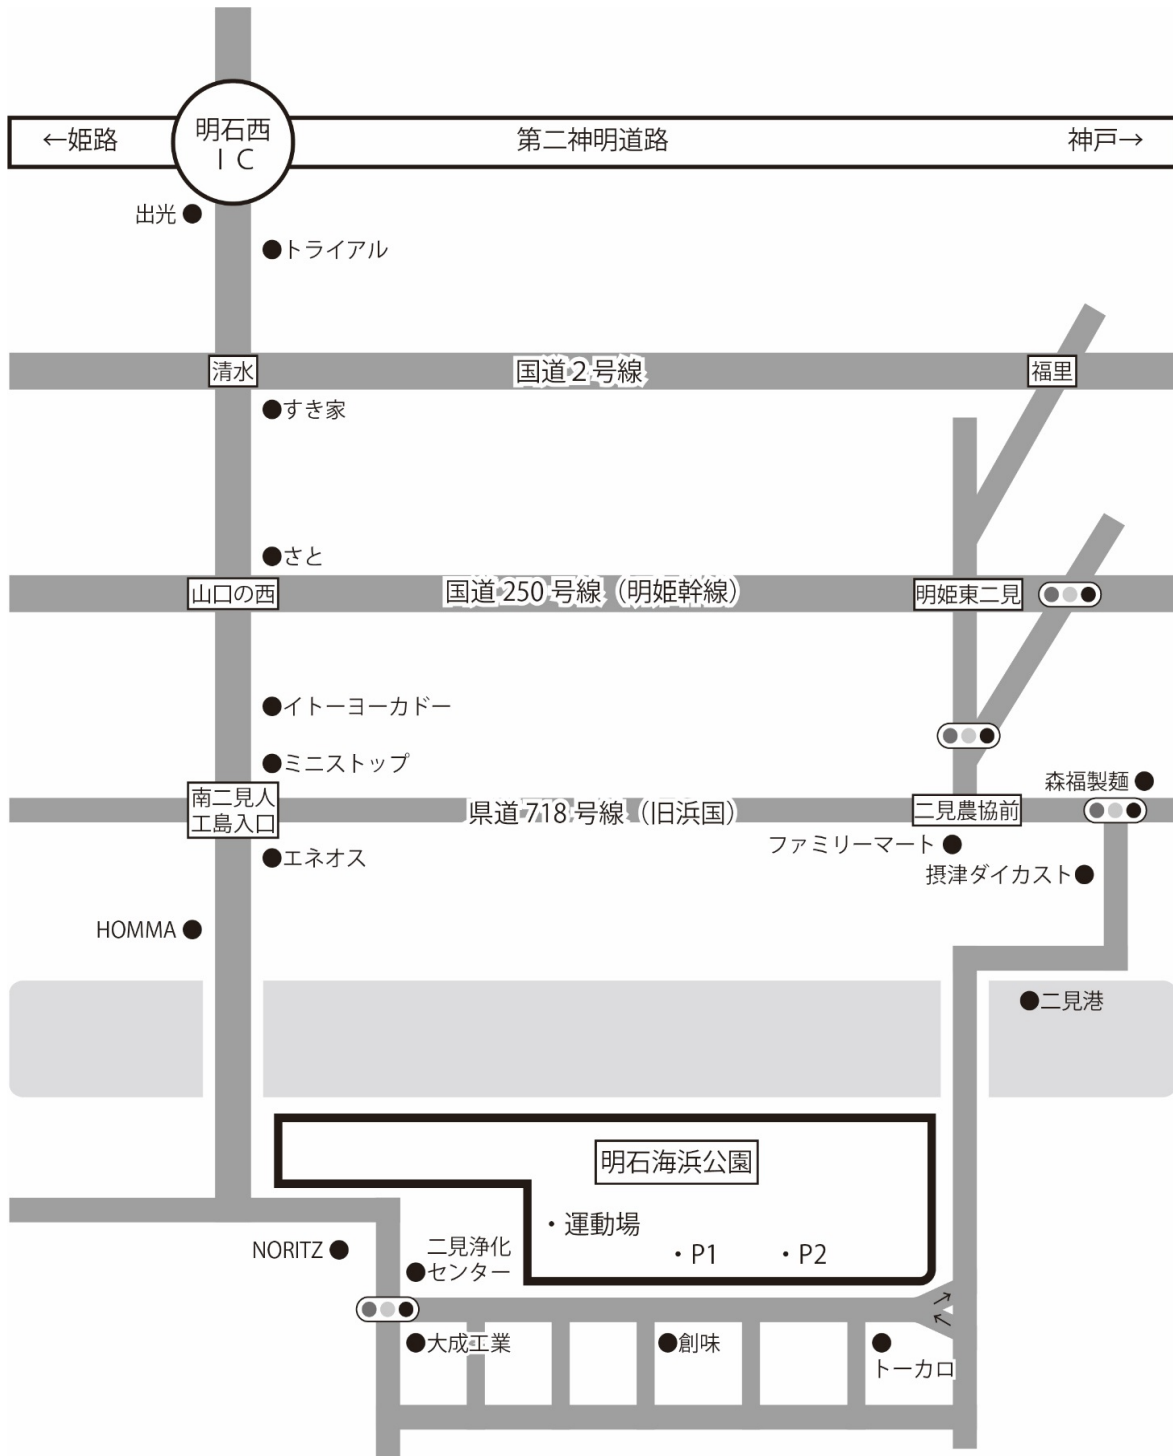 ←姫路
明石西
ＩＣ
第二神明道路
神戸→
出光
トライアル
清水
国道２号線
福里
すき家
さと
山口の西
国道250号線（明姫幹線）
明姫東二見
イトーヨーカドー
ミニストップ
森福製麺
南二見人
工島入口
県道718号線（旧浜国）
二見農協前
ファミリーマート
エネオス
摂津ダイカスト
HOMMA
二見港
明石海浜公園
・運動場
・P1
・P2
NORITZ
二見浄化
センター
大成工業
創味
トーカロ